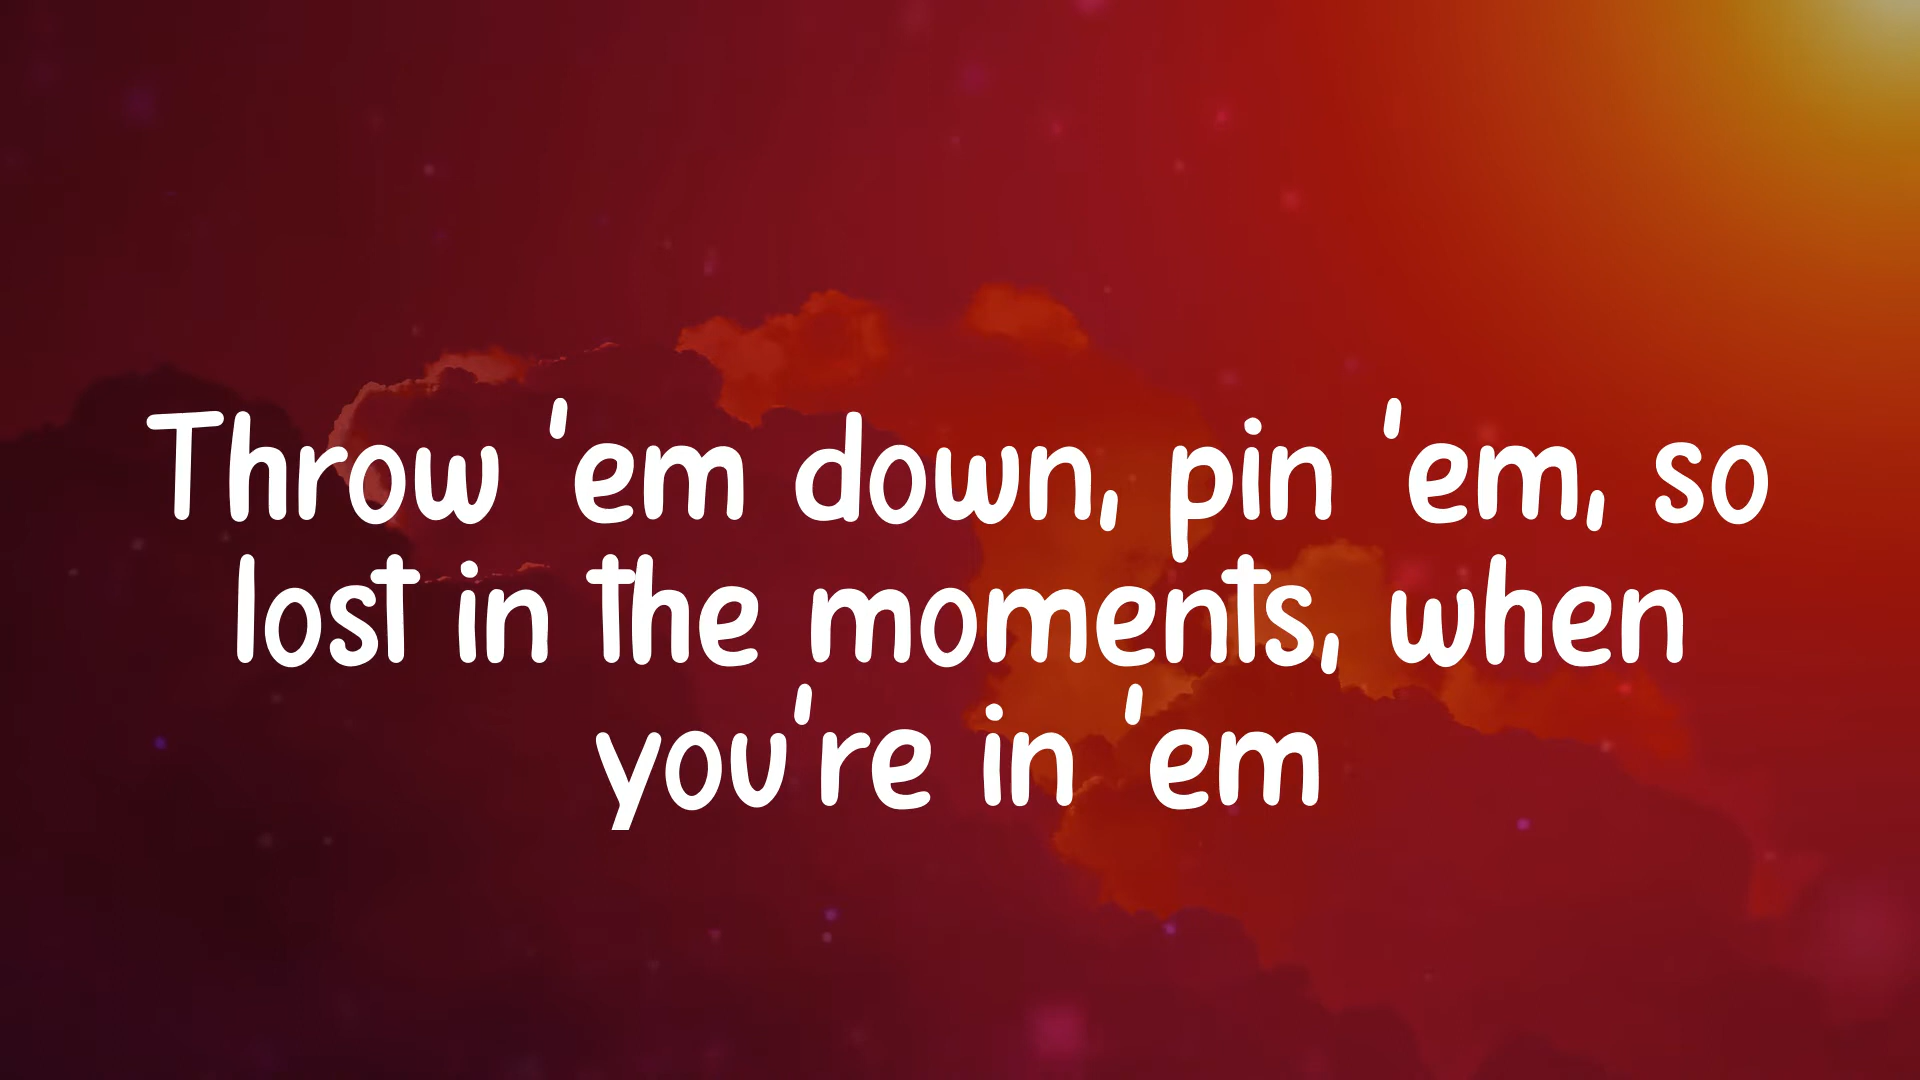 Throw 'em down, pin 'em, so
lost in the moments, when
you're in 'em